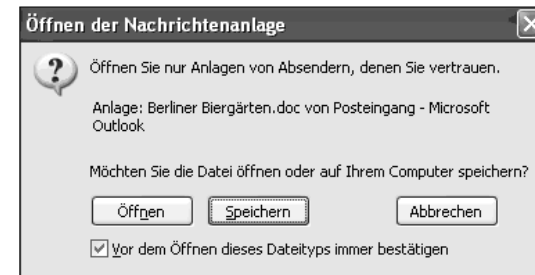 Öffnen der Nachrichtenanlage
Öffnen Sie nur Anlagen von Absendern, denen Sie vertrauen.
Anlage: Berliner Biergärten.doc von Posteingang - Microsoft
Outlook
Möchten Sie die Datei öffnen oder auf Ihrem Computer speichern?
Öffnen
Speichern
Abbrechen
Vor dem Öffnen dieses Dateityps immer bestätigen